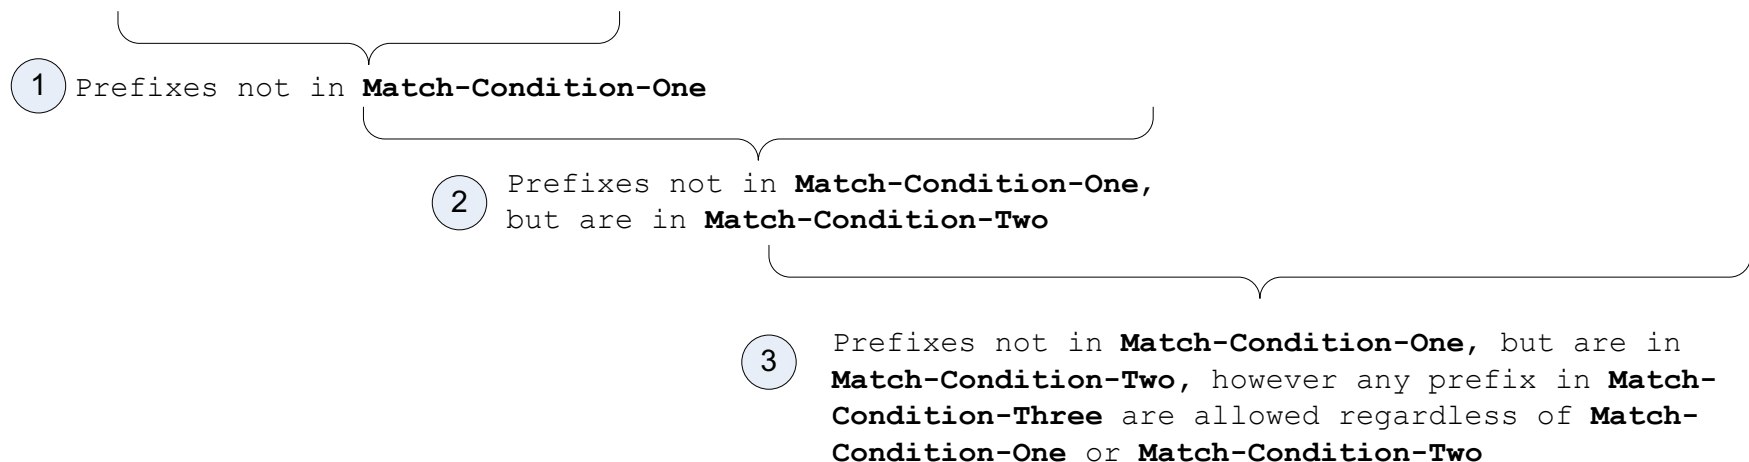 1 Prefixes not in Match-Condition-One
2 Prefixes not in Match-Condition-One,
but are in Match-Condition-Two
3 Prefixes not in Match-Condition-One, but are in
Match-Condition-Two, however any prefix in Match-
Condition-Three are allowed regardless of Match-
Condition-One or Match-Condition-Two